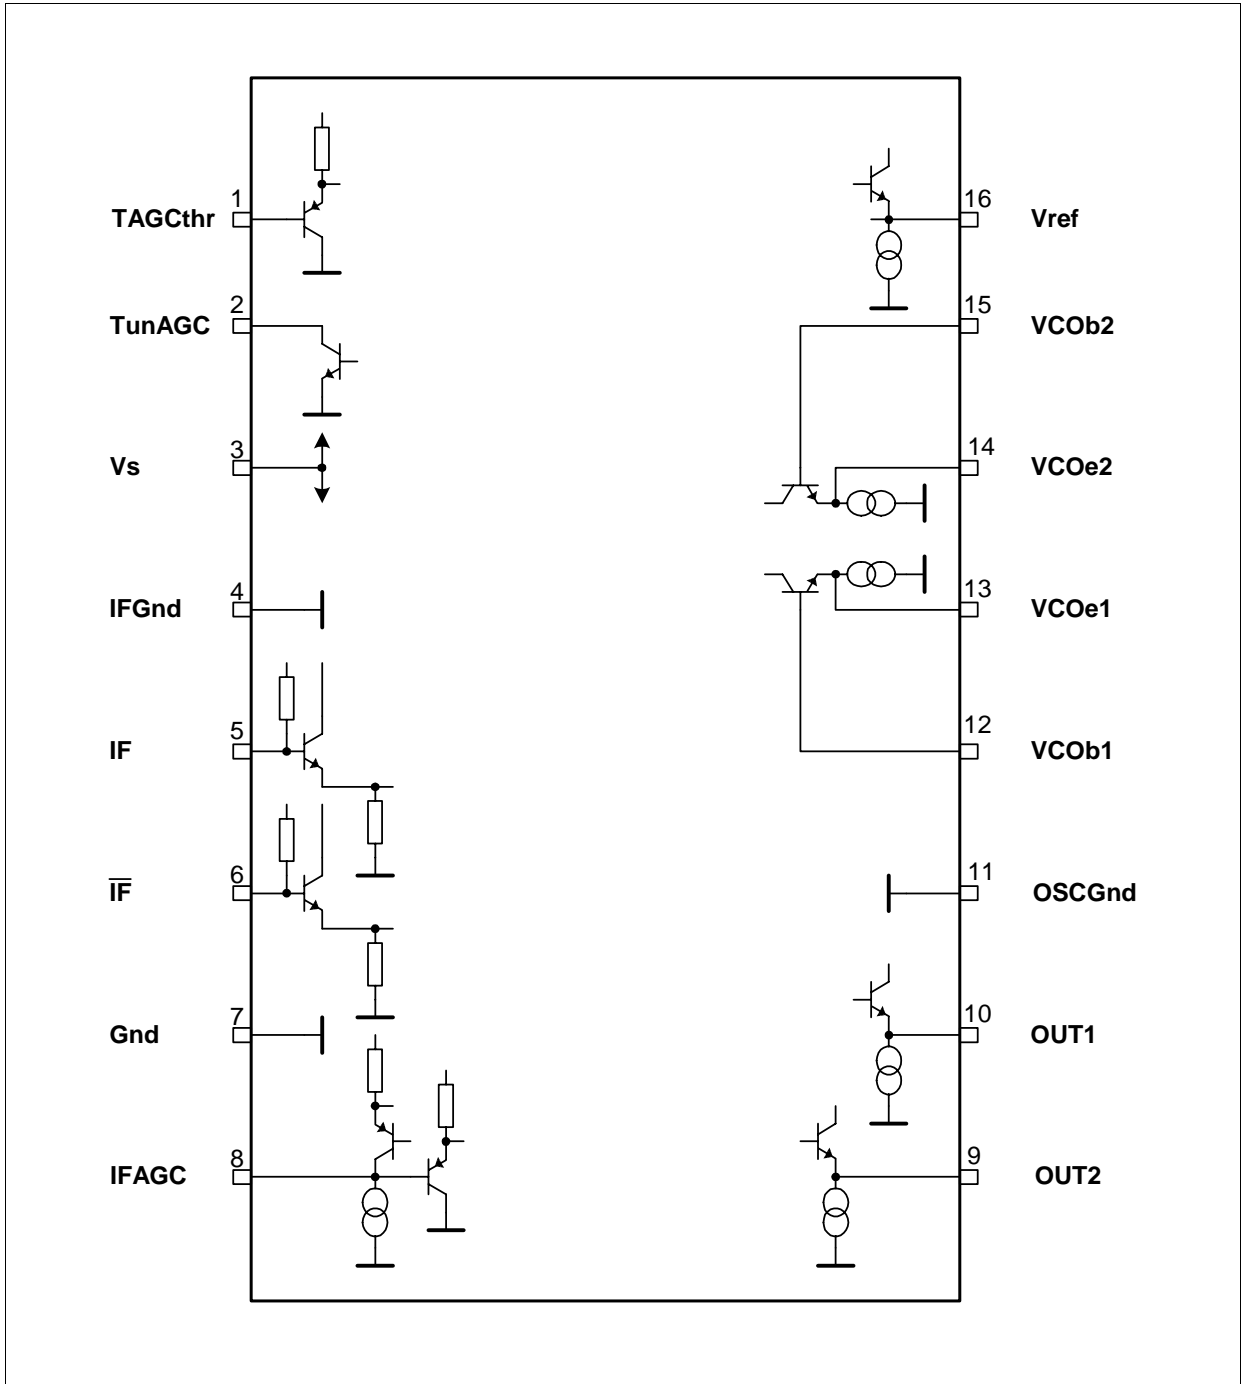 1
TAGCthr
2
TunAGC
3
Vs
4
IFGnd
5
IF
6
I̅F̅
7
Gnd
8
IFAGC
16
Vref
15
VCOb2
14
VCOe2
13
VCOe1
12
VCOb1
11
OSCGnd
10
OUT1
9
OUT2